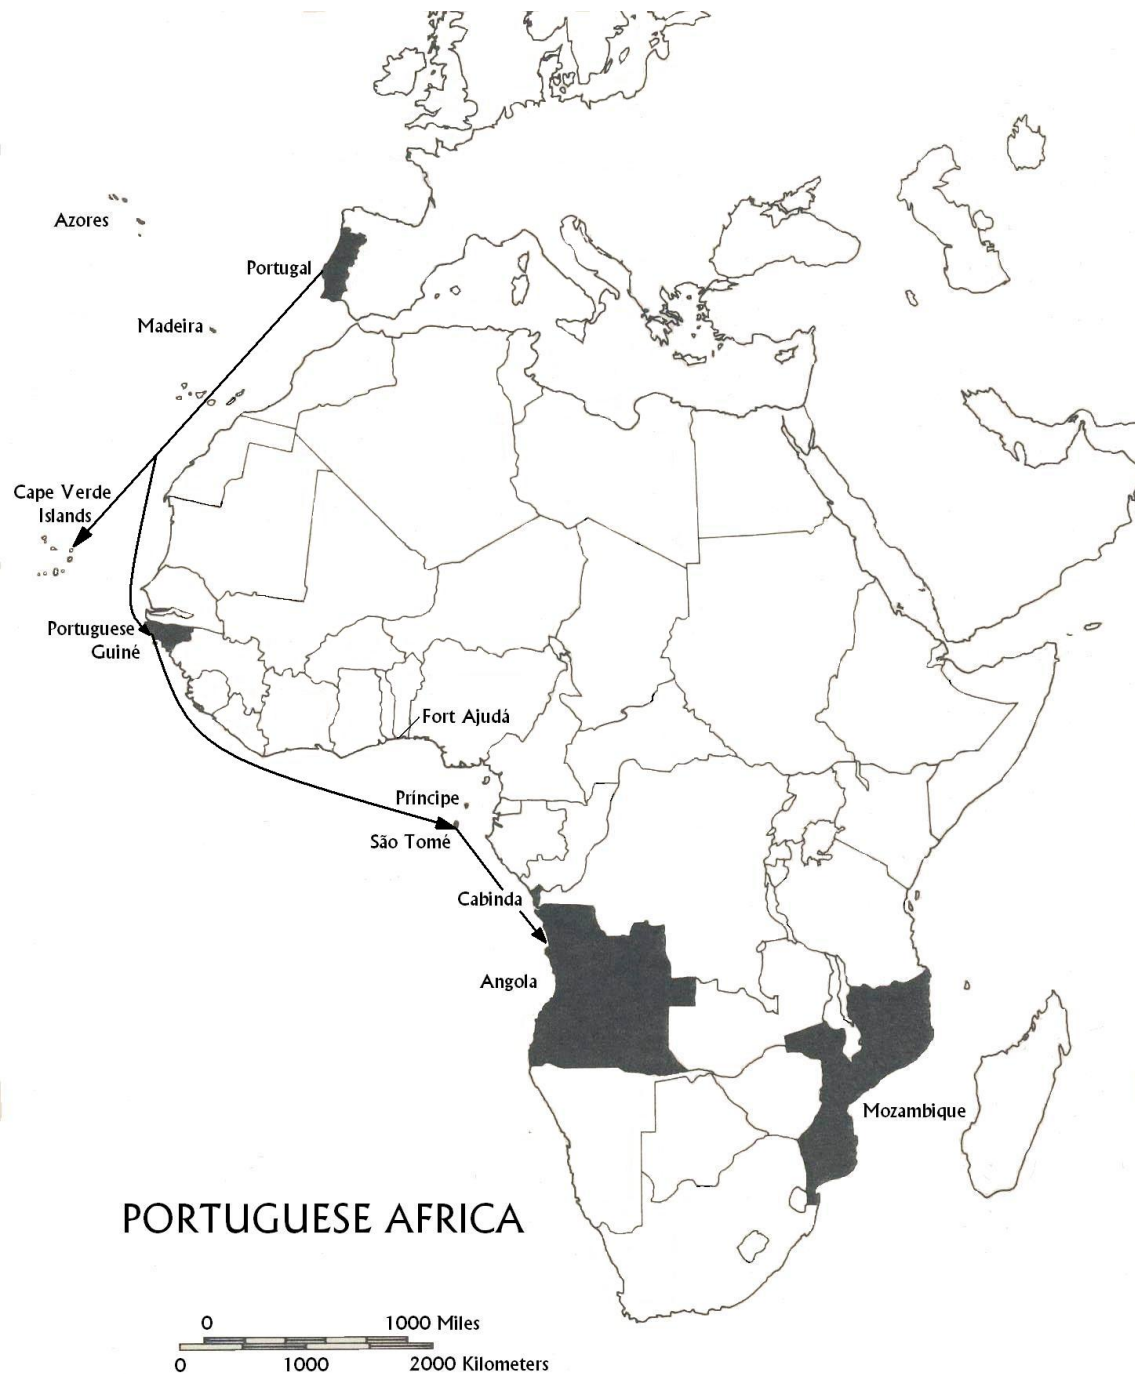 Azores
Portugal
Madeira
Cape Verde
Islands
Portuguese
Guiné
Fort Ajudá
Príncipe
São Tomé
Cabinda
Angola
Mozambique
PORTUGUESE AFRICA
0 1000 Miles
0 1000 2000 Kilometers